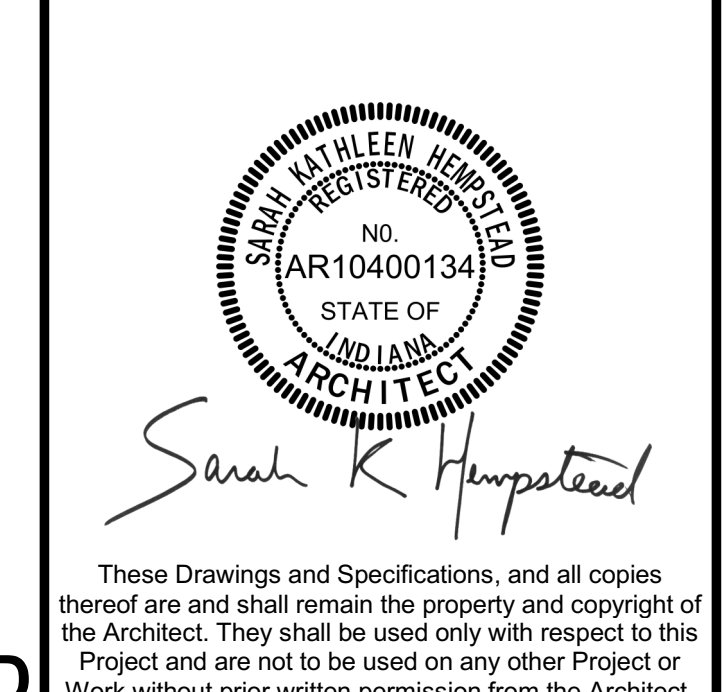 SARAH KATHLEEN HEMPSTEAD
REGISTERED
N0.
AR10400134
STATE OF
INDIANA
ARCHITECT
Sarah K Hempstead
These Drawings and Specifications, and all copies
thereof are and shall remain the property and copyright of
the Architect. They shall be used only with respect to this
Project and are not to be used on any other Project or
Work without prior written permission from the Architect.